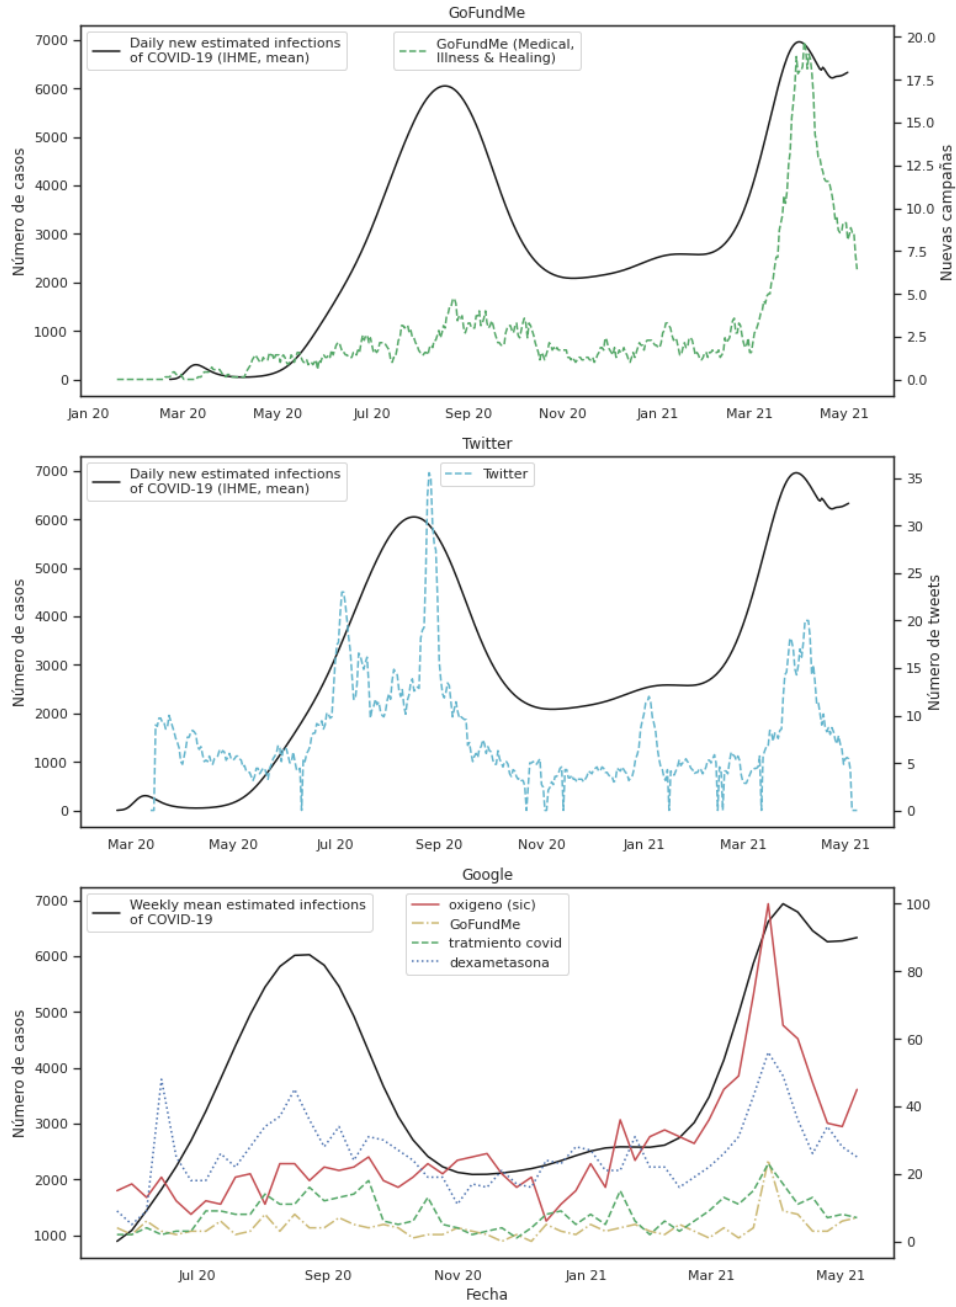 GoFundMe
Daily new estimated infections
of COVID-19 (IHME, mean)
GoFundMe (Medical,
Illness & Healing)
Número de casos
7000
6000
5000
4000
3000
2000
1000
0
20.0
17.5
15.0
12.5
10.0
7.5
5.0
2.5
0.0
Nuevas campañas
Jan 20 Mar 20 May 20 Jul 20 Sep 20 Nov 20 Jan 21 Mar 21 May 21
Twitter
Daily new estimated infections
of COVID-19 (IHME, mean)
Twitter
Número de casos
7000
6000
5000
4000
3000
2000
1000
0
35
30
25
20
15
10
5
0
Número de tweets
Mar 20 May 20 Jul 20 Sep 20 Nov 20 Jan 21 Mar 21 May 21
Google
Weekly mean estimated infections
of COVID-19
oxigeno (sic)
GoFundMe
tratmiento covid
dexametasona
Número de casos
7000
6000
5000
4000
3000
2000
1000
100
80
60
40
20
0
Jul 20 Sep 20 Nov 20 Jan 21 Mar 21 May 21
Fecha